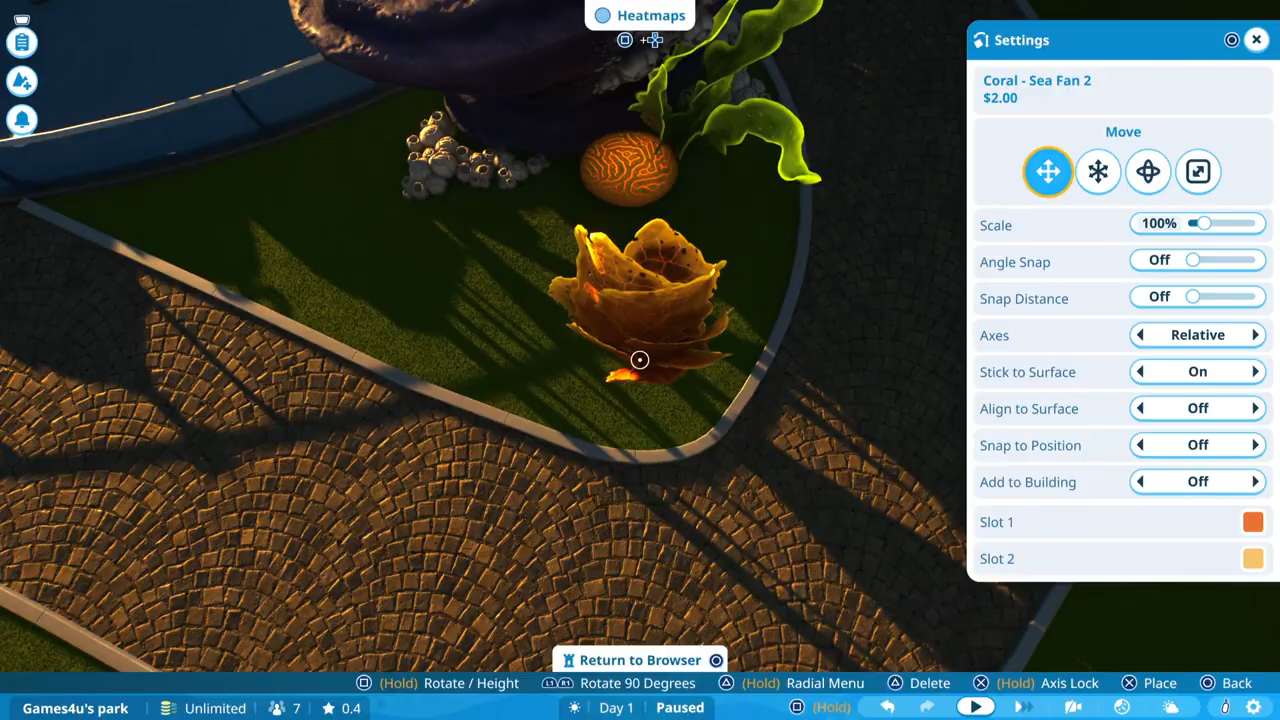 Heatmaps
+
Settings
Coral - Sea Fan 2
$2.00
Move
Scale 100%
Angle Snap Off
Snap Distance Off
Axes Relative
Stick to Surface On
Align to Surface Off
Snap to Position Off
Add to Building Off
Slot 1
Slot 2
Return to Browser
(Hold) Rotate / Height L1 R1 Rotate 90 Degrees (Hold) Radial Menu Delete (Hold) Axis Lock Place Back
Games4u's park Unlimited 7 0.4 Day 1 Paused (Hold)